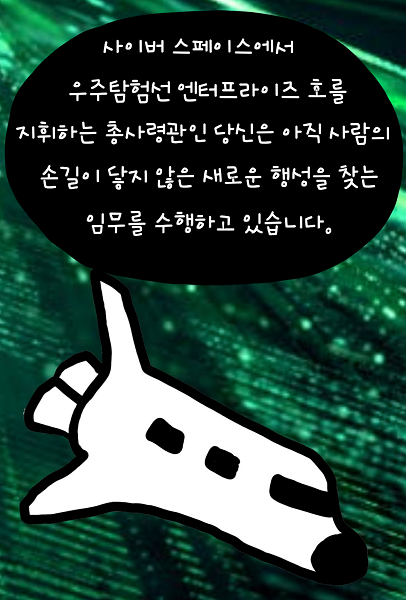 사이버 스페이스에서
우주탐험선 엔터프라이즈 호를
지휘하는 총사령관인 당신은 아직 사람의
손길이 닿지 않은 새로운 행성을 찾는
임무를 수행하고 있습니다.